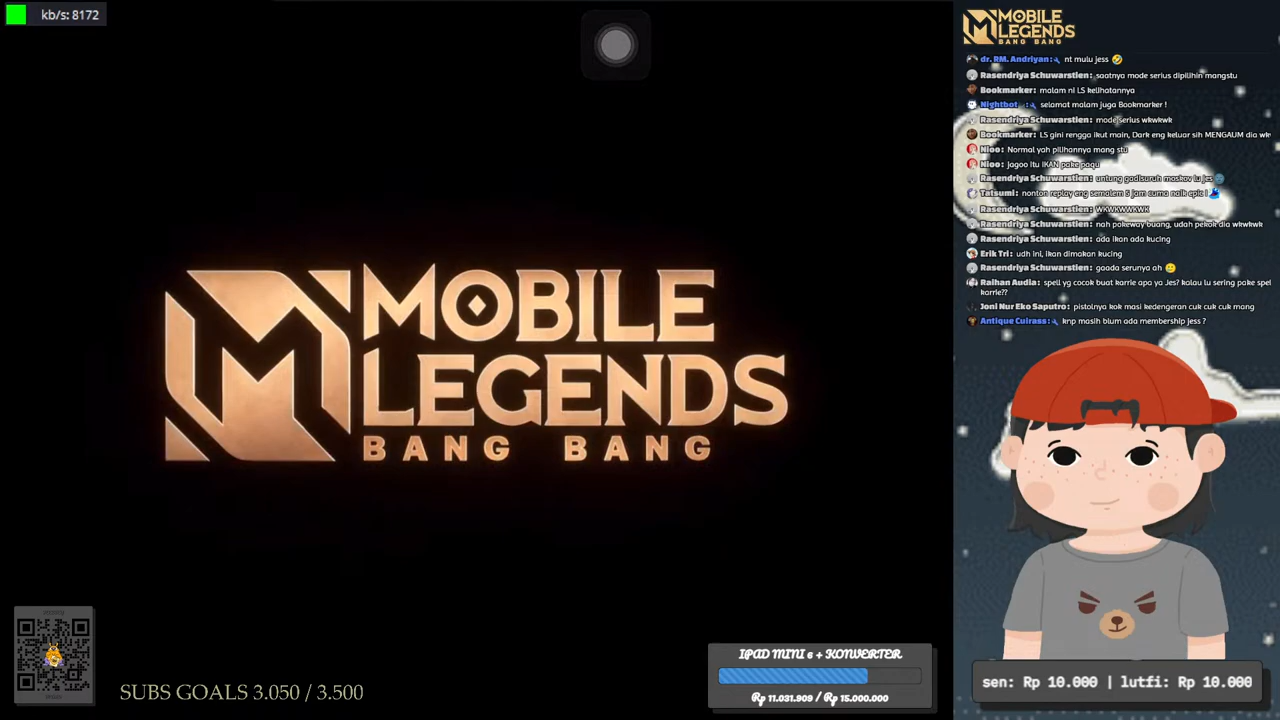 kb/s: 8172
MOBILE
LEGENDS
BANG BANG
SUBS GOALS 3.050 / 3.500
IPAD MINI 6 + KONVERTER
Rp 11.031.909 / Rp 15.000.000
MOBILE
LEGENDS
BANG BANG
dr. RM. Andriyan: nt mulu jess 🤣
Rasendriya Schuwarstien: saatnya mode serius dipilihin mangstu
Bookmarker: malam ni LS kelihatannya
Nightbot: selamat malam juga Bookmarker !
Rasendriya Schuwarstien: mode serius wkwkwk
Bookmarker: LS gini rengga ikut main, Dark eng keluar sih MENGAUM dia wk
Nioo: Normal yah pilihannya mang stu
Nioo: jagoo itu IKAN pake paqu
Rasendriya Schuwarstien: untung gadisuruh moskov lu jes
Tatsumi: nonton replay eng semalem 5 jam cuma naik epic !
Rasendriya Schuwarstien: WKWKWWKWK
Rasendriya Schuwarstien: nah pokeway buang, udah pekok dia wkwkwk
Rasendriya Schuwarstien: ada ikan ada kucing
Erik Tri: udh ini, ikan dimakan kucing
Rasendriya Schuwarstien: gaada serunya ah
Raihan Audia: spell yg cocok buat karrie apa ya Jes? kalau lu sering pake spel
karrie??
Joni Nur Eko Saputro: pistolnya kok masi kedengeran cuk cuk cuk mang
Antique Cuirass: knp masih blum ada membership jess ?
sen: Rp 10.000 | lutfi: Rp 10.000